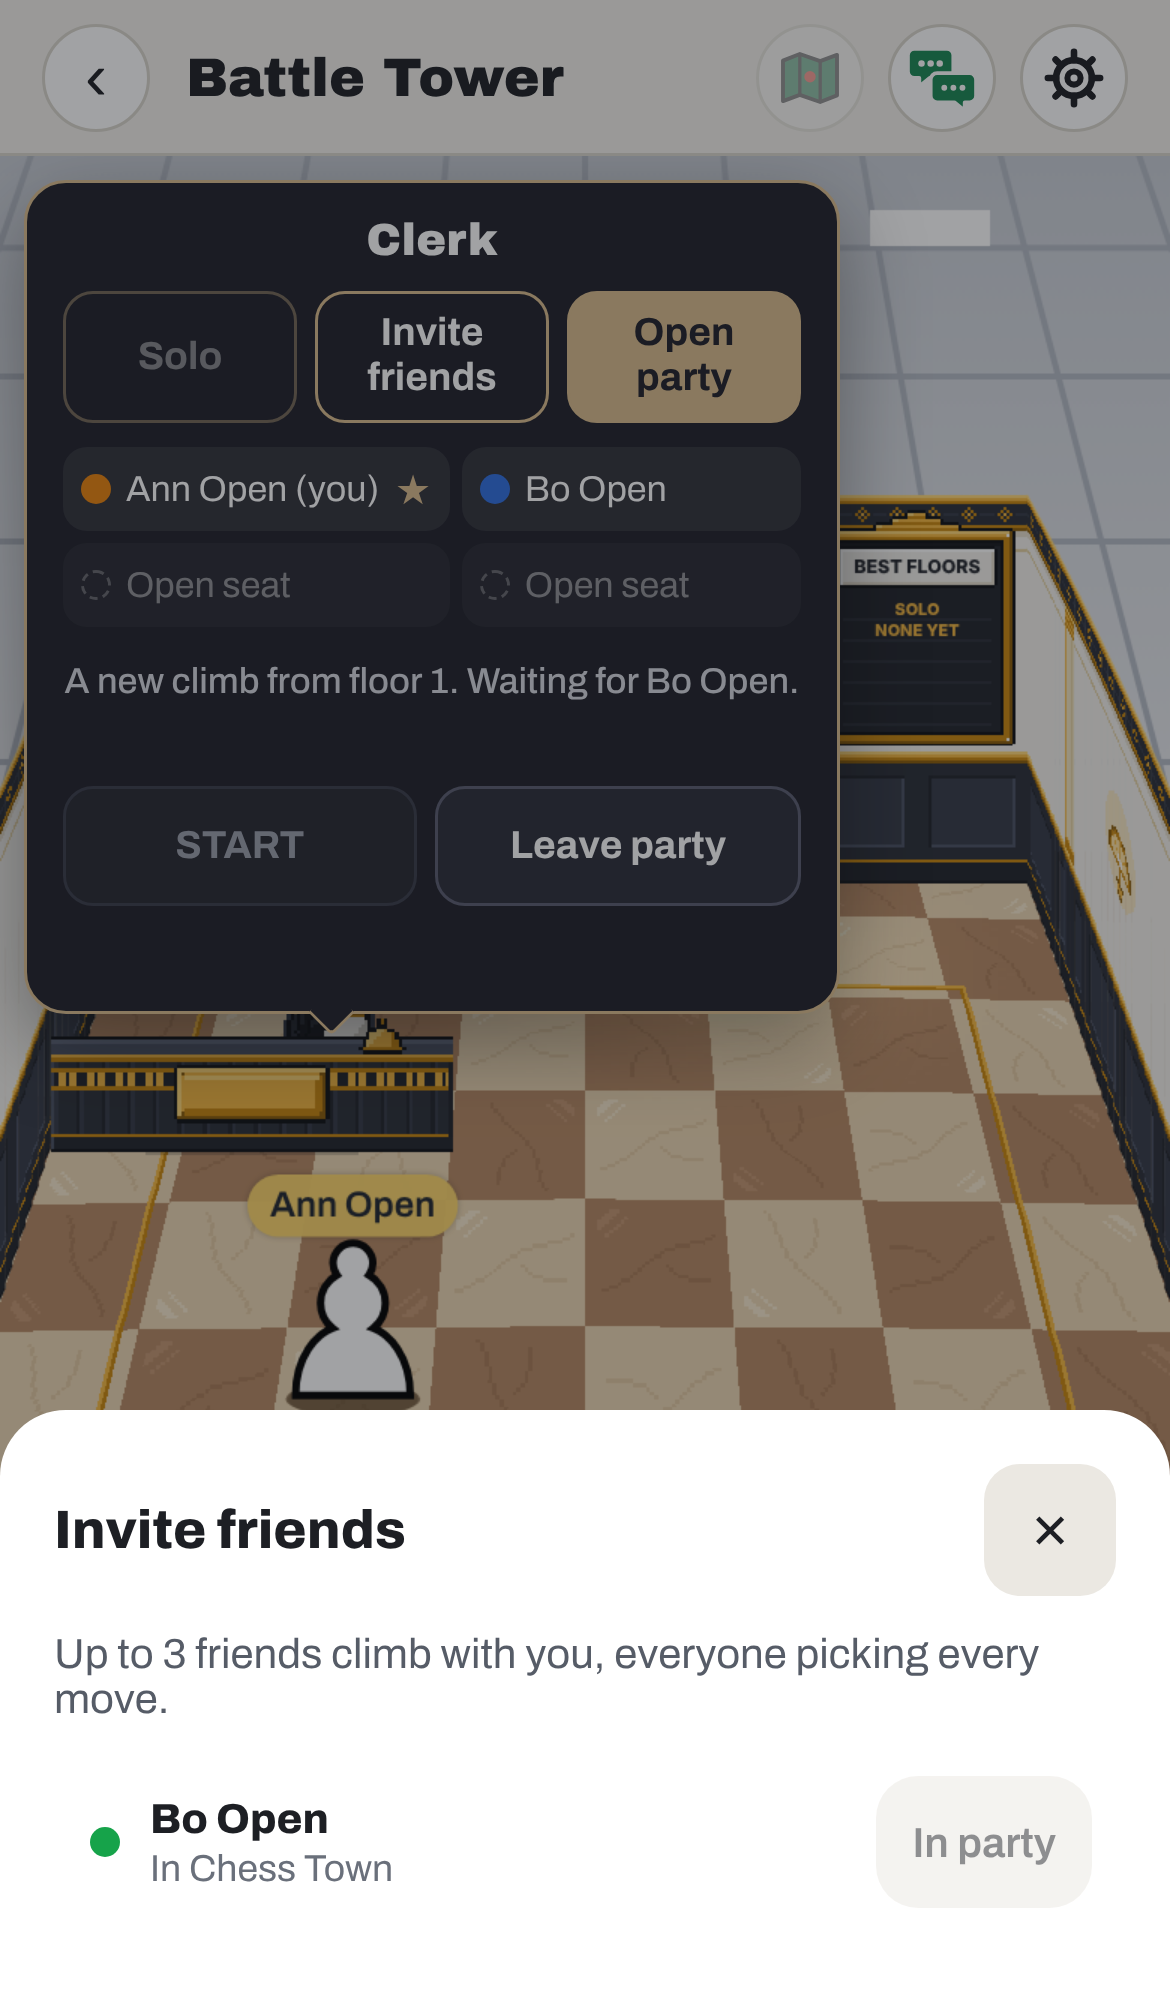 Battle Tower
Clerk
Solo
Invite
friends
Open
party
Ann Open (you) ★
Bo Open
Open seat
Open seat
A new climb from floor 1. Waiting for Bo Open.
START
Leave party
BEST FLOORS
SOLO
NONE YET
Ann Open
Invite friends
Up to 3 friends climb with you, everyone picking every
move.
Bo Open
In Chess Town
In party